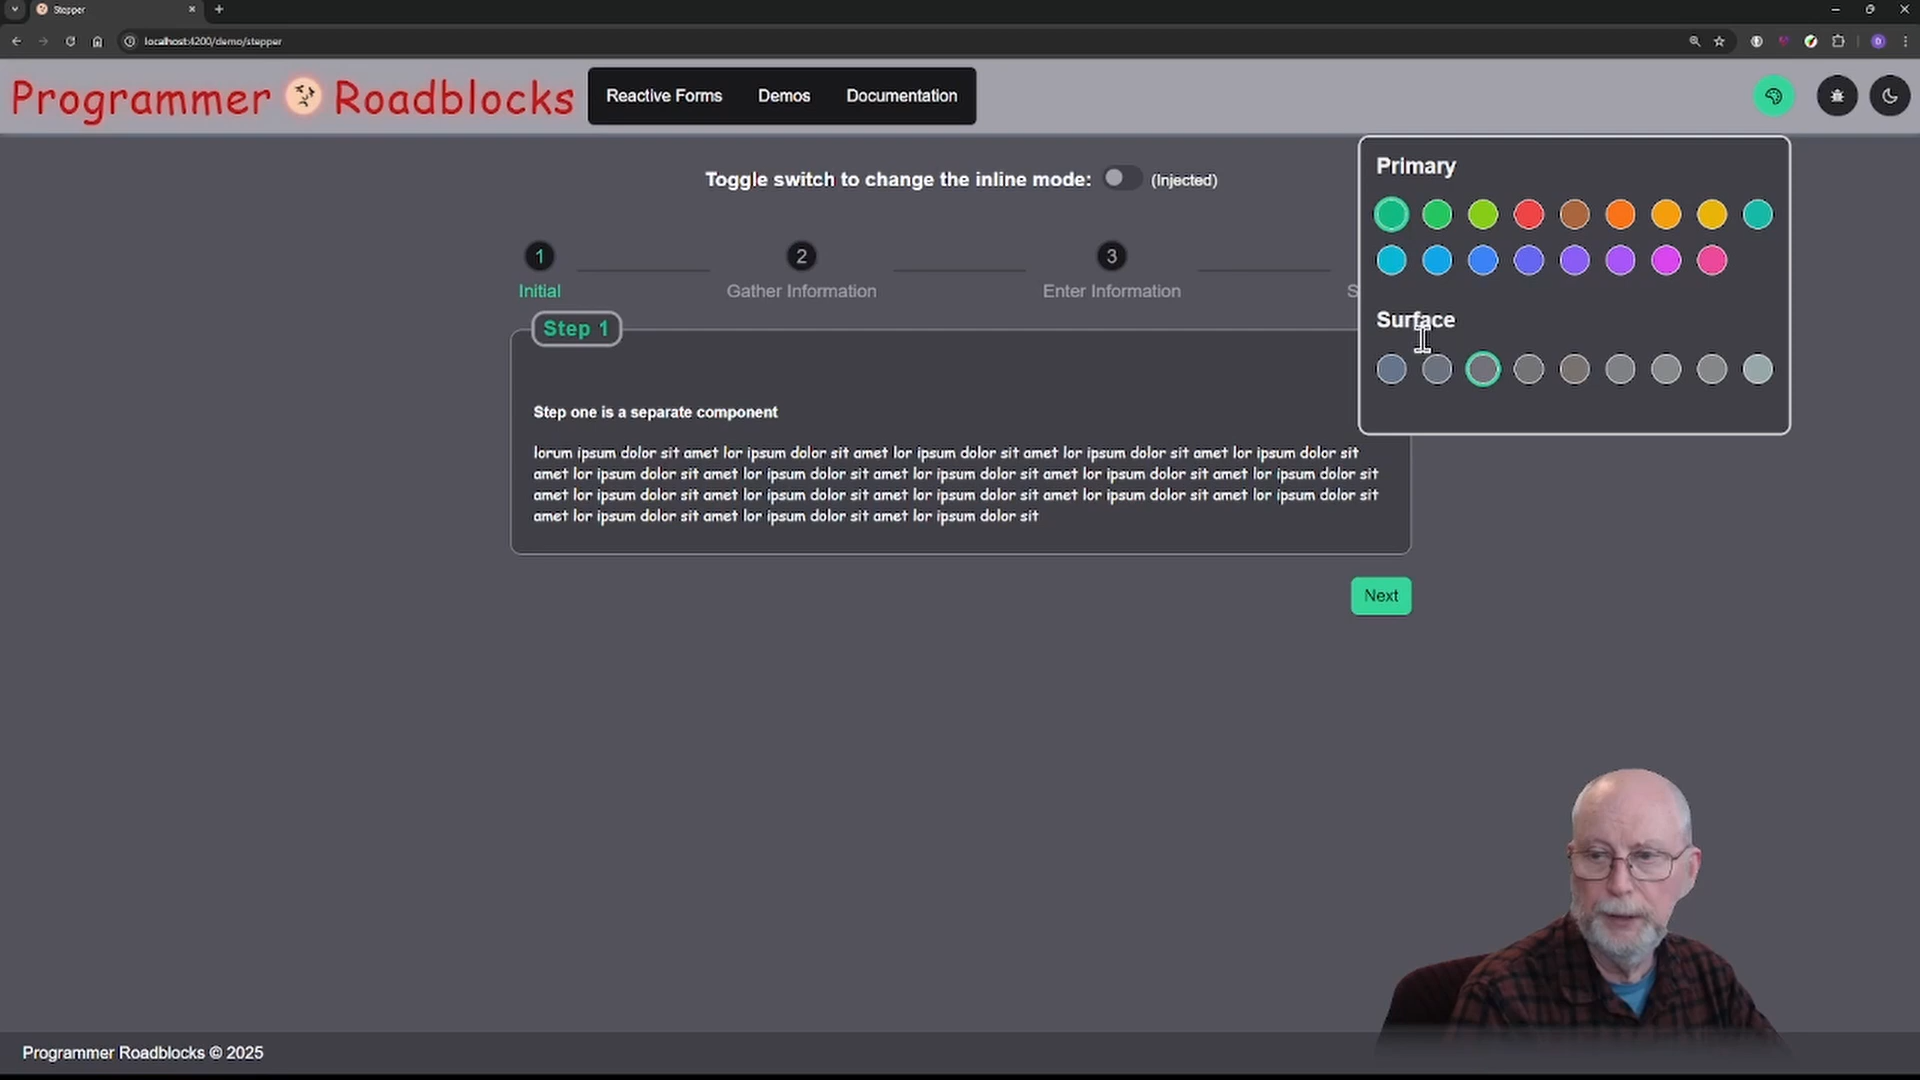 Stepper
localhost:4200/demo/stepper
Programmer Roadblocks
Reactive Forms
Demos
Documentation
Toggle switch to change the inline mode:
(Injected)
Primary
Surface
1
2
3
Initial
Gather Information
Enter Information
S
Step 1
Step one is a separate component
lorum ipsum dolor sit amet lor ipsum dolor sit amet lor ipsum dolor sit amet lor ipsum dolor sit amet lor ipsum dolor sit
amet lor ipsum dolor sit amet lor ipsum dolor sit amet lor ipsum dolor sit amet lor ipsum dolor sit amet lor ipsum dolor sit
amet lor ipsum dolor sit amet lor ipsum dolor sit amet lor ipsum dolor sit amet lor ipsum dolor sit amet lor ipsum dolor sit
amet lor ipsum dolor sit amet lor ipsum dolor sit amet lor ipsum dolor sit
Next
Programmer Roadblocks © 2025